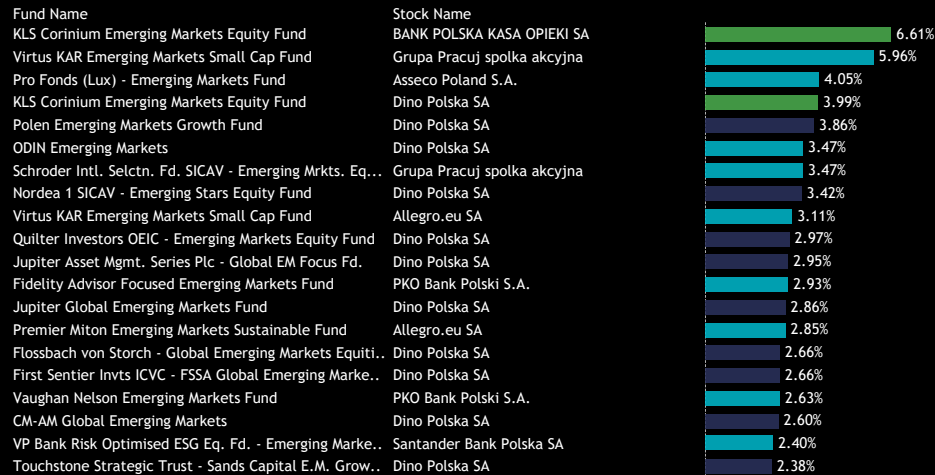 Fund Name Stock Name
KLS Corinium Emerging Markets Equity Fund BANK POLSKA KASA OPIEKI SA 6.61%
Virtus KAR Emerging Markets Small Cap Fund Grupa Pracuj spolka akcyjna 5.96%
Pro Fonds (Lux) - Emerging Markets Fund Asseco Poland S.A. 4.05%
KLS Corinium Emerging Markets Equity Fund Dino Polska SA 3.99%
Polen Emerging Markets Growth Fund Dino Polska SA 3.86%
ODIN Emerging Markets Dino Polska SA 3.47%
Schroder Intl. Selctn. Fd. SICAV - Emerging Mrkts. Eq... Grupa Pracuj spolka akcyjna 3.47%
Nordea 1 SICAV - Emerging Stars Equity Fund Dino Polska SA 3.42%
Virtus KAR Emerging Markets Small Cap Fund Allegro.eu SA 3.11%
Quilter Investors OEIC - Emerging Markets Equity Fund Dino Polska SA 2.97%
Jupiter Asset Mgmt. Series Plc - Global EM Focus Fd. Dino Polska SA 2.95%
Fidelity Advisor Focused Emerging Markets Fund PKO Bank Polski S.A. 2.93%
Jupiter Global Emerging Markets Fund Dino Polska SA 2.86%
Premier Miton Emerging Markets Sustainable Fund Allegro.eu SA 2.85%
Flossbach von Storch - Global Emerging Markets Equiti.. Dino Polska SA 2.66%
First Sentier Invts ICVC - FSSA Global Emerging Marke.. Dino Polska SA 2.66%
Vaughan Nelson Emerging Markets Fund PKO Bank Polski S.A. 2.63%
CM-AM Global Emerging Markets Dino Polska SA 2.60%
VP Bank Risk Optimised ESG Eq. Fd. - Emerging Marke.. Santander Bank Polska SA 2.40%
Touchstone Strategic Trust - Sands Capital E.M. Grow.. Dino Polska SA 2.38%